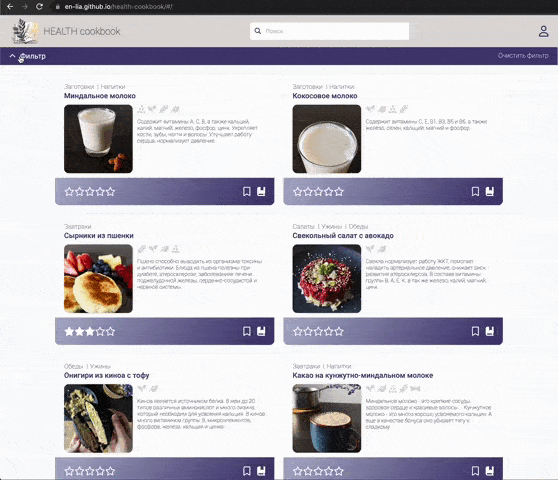 en-lia.github.io/health-cookbook/#/
HEALTH cookbook
Поиск
Фильтр
Очистить фильтр
Заготовки | Напитки
Миндальное молоко
Содержит витамины А, С, В, а также кальций,
калий, магний, железо, фосфор, цинк. Укрепляет
кости, зубы, ногти и волосы. Улучшает работу
сердца, нормализует давление.
Заготовки | Напитки
Кокосовое молоко
Содержит витамины С, Е, В1, В3, В5 и В6, а также
железо, селен, кальций, магний и фосфор.
Завтраки
Сырники из пшенки
Пшено способно выводить из организма токсины
и антибиотики. Блюда из пшена полезны при
диабете, атеросклерозе, заболеваниях печени,
поджелудочной железы, сердечно-сосудистой и
нервной системы.
Салаты | Ужины | Обеды
Свекольный салат с авокадо
Свекла нормализует работу ЖКТ, помогает
наладить артериальное давление, снижает риск
развития атеросклероза. В составе витамины
группы В, А, Е, К, а так же железо, калий, магний,
цинк.
Обеды | Ужины
Онигири из киноа с тофу
Киноа является источником белка. В нем до 20
типов различных аминокислот и много лизина,
который необходим для усвоения кальция. В киноа
много витаминов группы В, микроэлементов,
фосфора, железа, кальция и цинка.
Завтраки | Напитки
Какао на кунжутно-миндальном молоке
Миндальное молоко - это крепкие сосуды,
здоровое сердце и красивые волосы. . Кунжутное
молоко - это много хорошо усвояемого кальция. А
еще в качестве бонуса оно убивает тягу к
сладкому.